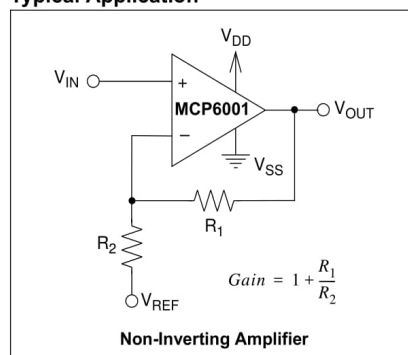 Typical Application
V_DD
V_IN
+
MCP6001
V_OUT
−
V_SS
R_1
R_2
Gain = 1 + R_1/R_2
V_REF
Non-Inverting Amplifier